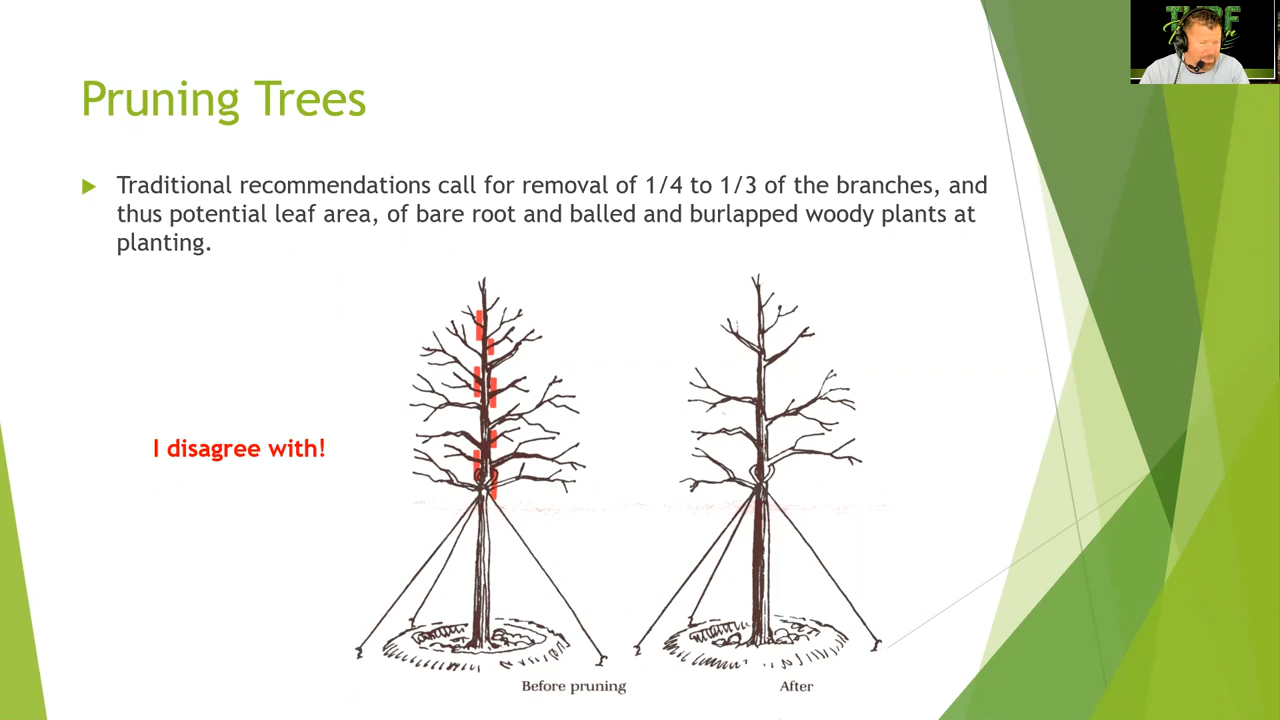 Pruning Trees
Traditional recommendations call for removal of 1/4 to 1/3 of the branches, and
thus potential leaf area, of bare root and balled and burlapped woody plants at
planting.
I disagree with!
Before pruning
After